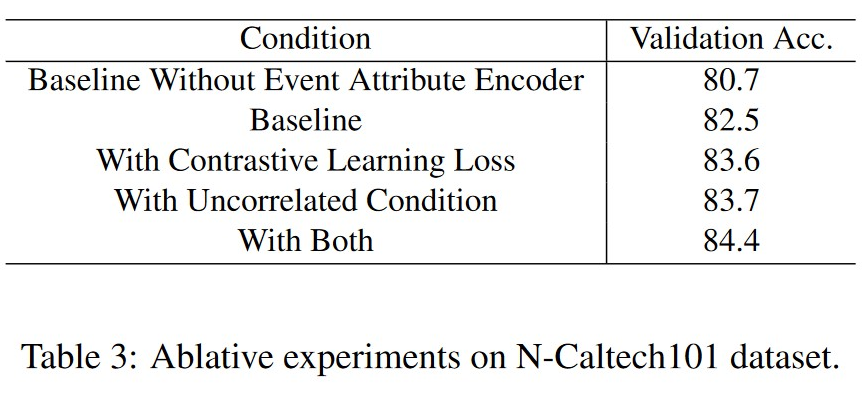 Condition Validation Acc.
Baseline Without Event Attribute Encoder 80.7
Baseline 82.5
With Contrastive Learning Loss 83.6
With Uncorrelated Condition 83.7
With Both 84.4
Table 3: Ablative experiments on N-Caltech101 dataset.